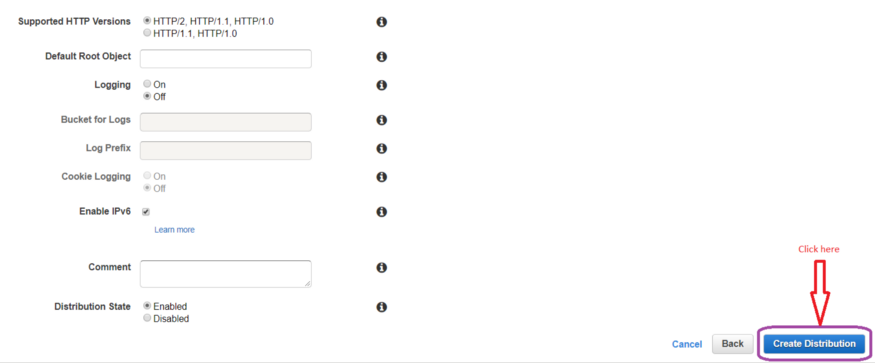 Supported HTTP Versions HTTP/2, HTTP/1.1, HTTP/1.0
HTTP/1.1, HTTP/1.0
Default Root Object
Logging On
Off
Bucket for Logs
Log Prefix
Cookie Logging On
Off
Enable IPv6
Learn more
Comment
Distribution State Enabled
Disabled
Click here
Cancel Back Create Distribution